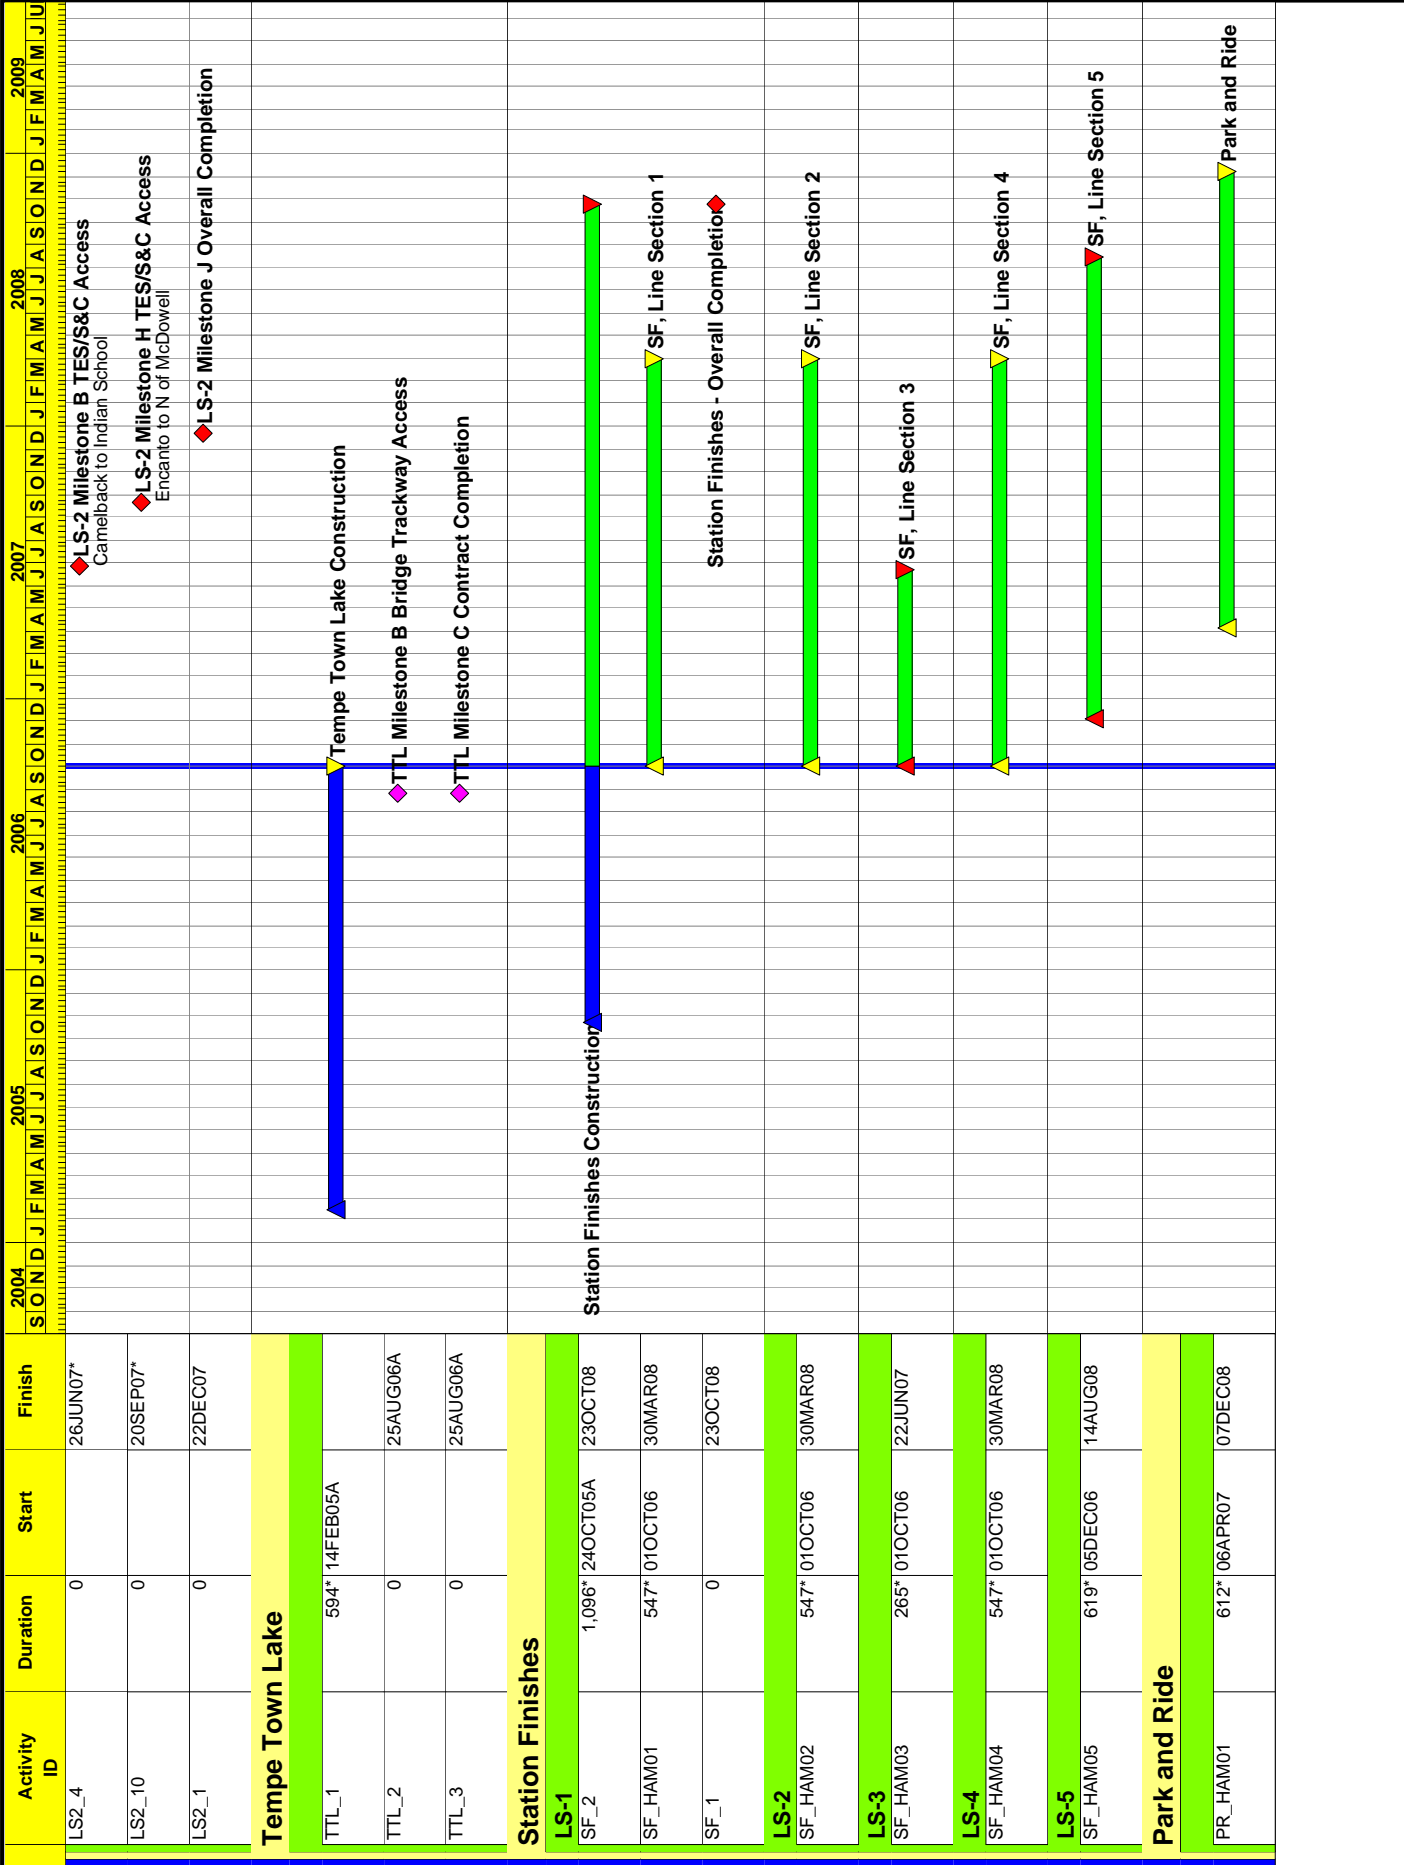 Activity ID Duration Start Finish 2004 2005 2006 2007 2008 2009
S O N D J F M A M J J A S O N D J F M A M J J A S O N D J F M A M J J A S O N D J F M A M J J A S O N D J F M A M J U
LS2_4 0 26JUN07* LS-2 Milestone B TES/S&C Access
Camelback to Indian School
LS2_10 0 20SEP07* LS-2 Milestone H TES/S&C Access
Encanto to N of McDowell
LS2_1 0 22DEC07 LS-2 Milestone J Overall Completion
Tempe Town Lake
TTL_1 594* 14FEB05A Tempe Town Lake Construction
TTL_2 0 25AUG06A TTL Milestone B Bridge Trackway Access
TTL_3 0 25AUG06A TTL Milestone C Contract Completion
Station Finishes
LS-1
SF_2 1,096* 24OCT05A 23OCT08 Station Finishes Construction
SF_HAM01 547* 01OCT06 30MAR08 SF, Line Section 1
SF_1 0 23OCT08 Station Finishes - Overall Completion
LS-2
SF_HAM02 547* 01OCT06 30MAR08 SF, Line Section 2
LS-3
SF_HAM03 265* 01OCT06 22JUN07 SF, Line Section 3
LS-4
SF_HAM04 547* 01OCT06 30MAR08 SF, Line Section 4
LS-5
SF_HAM05 619* 05DEC06 14AUG08 SF, Line Section 5
Park and Ride
PR_HAM01 612* 06APR07 07DEC08 Park and Ride